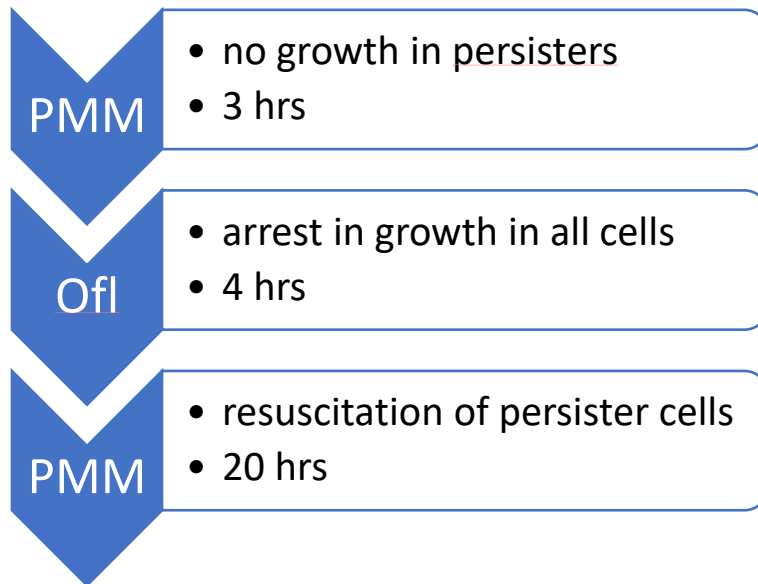 PMM
• no growth in persisters
• 3 hrs
Ofl
• arrest in growth in all cells
• 4 hrs
PMM
• resuscitation of persister cells
• 20 hrs